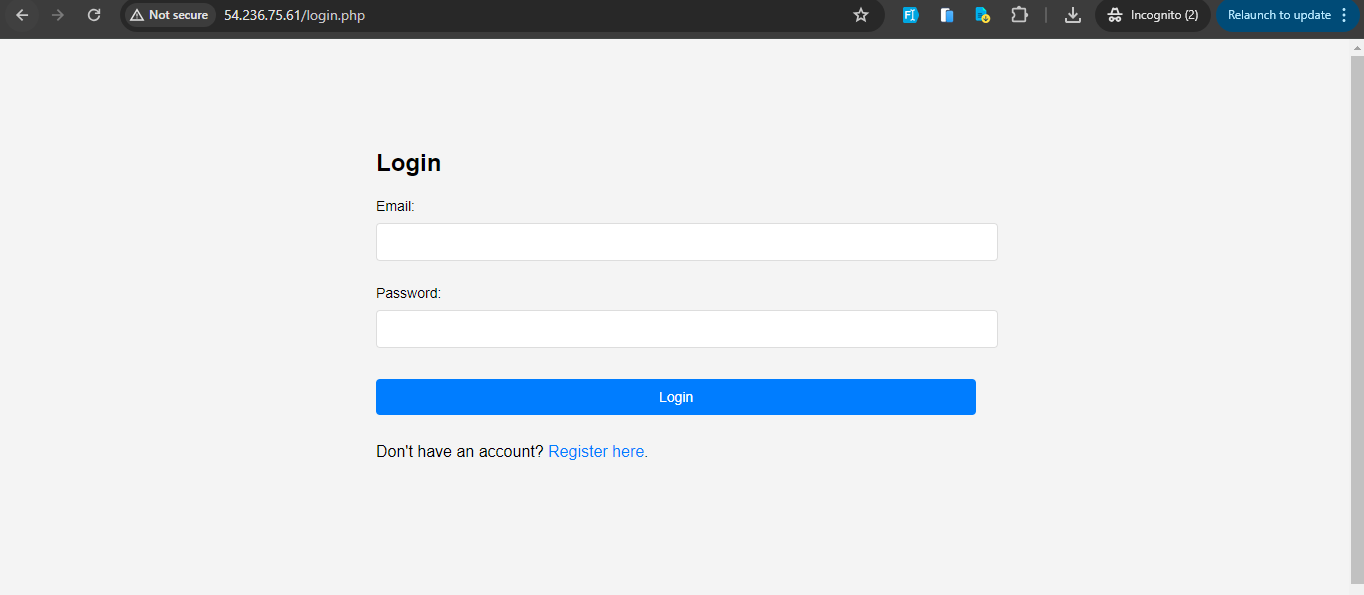 Not secure 54.236.75.61/login.php Incognito (2) Relaunch to update
Login
Email:
Password:
Login
Don't have an account? Register here.